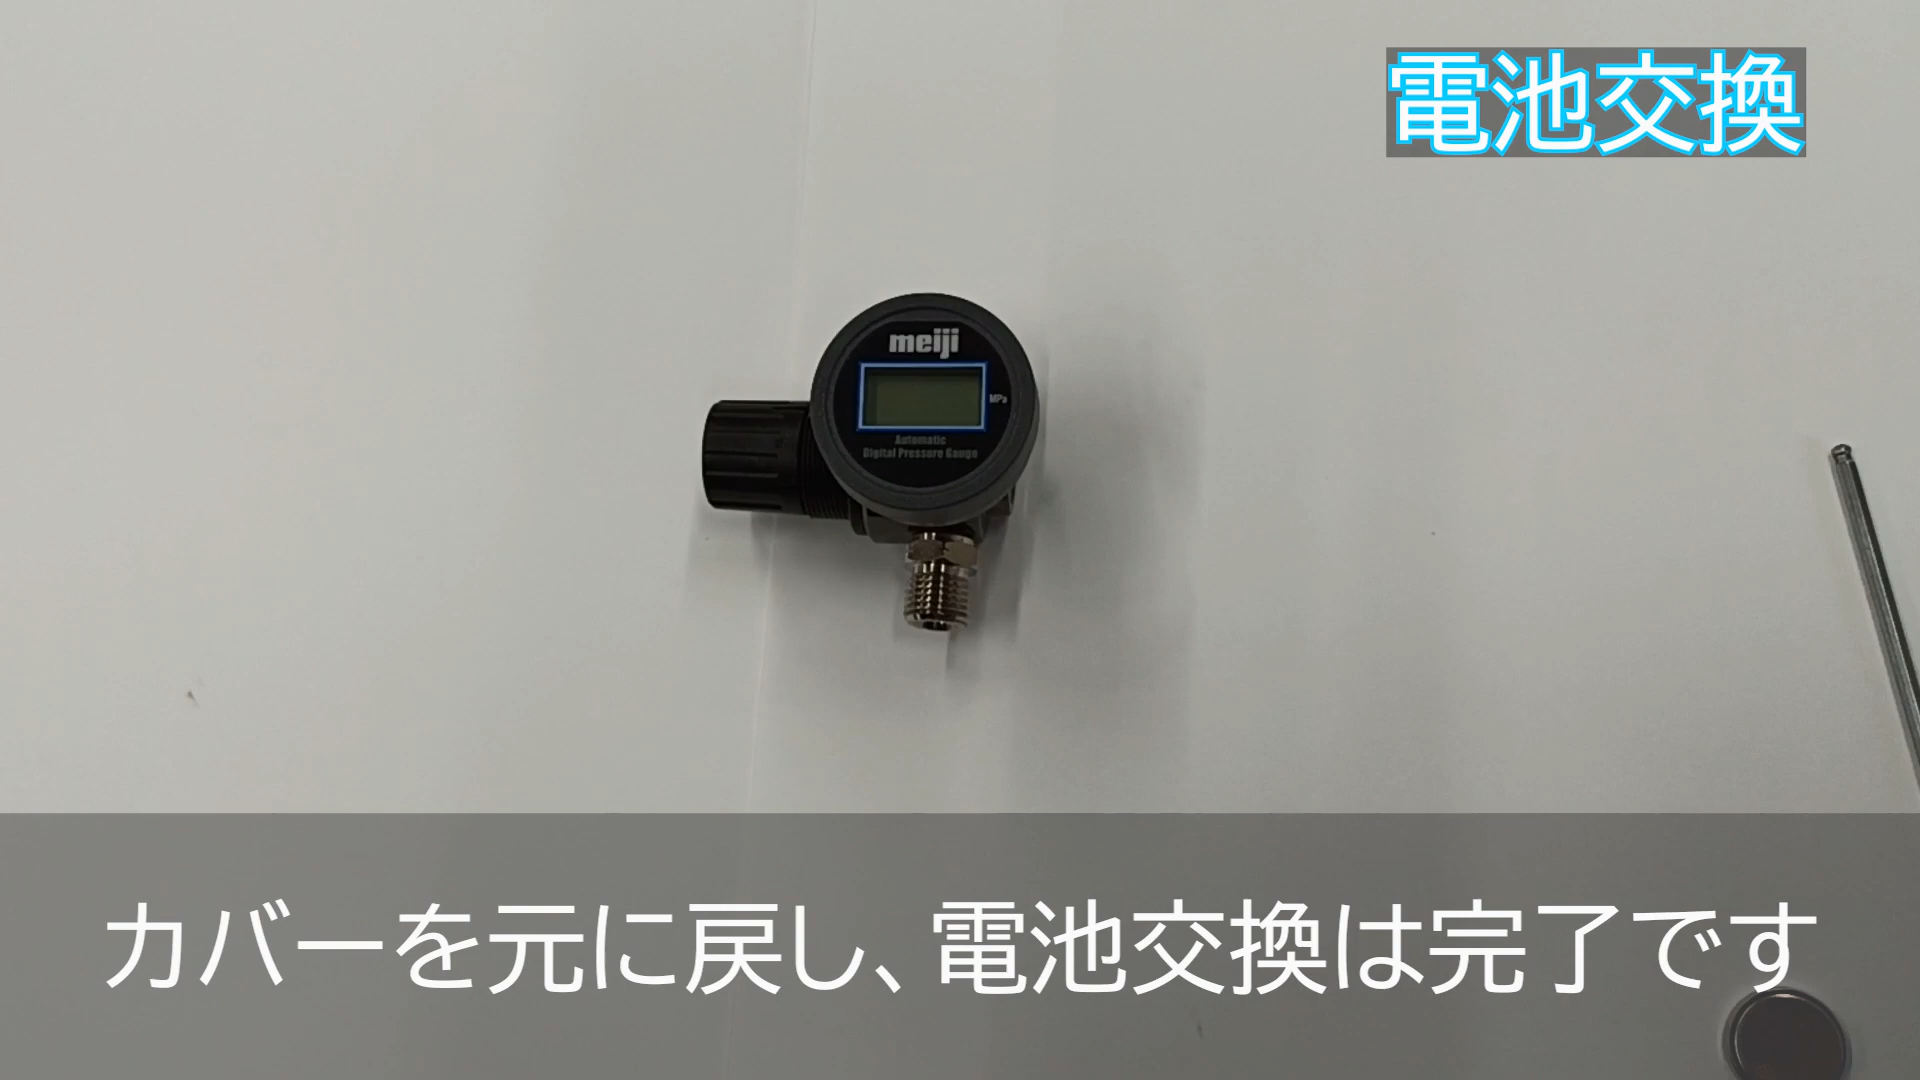 電池交換
meiji
MPa
Automatic
Digital Pressure Gauge
カバーを元に戻し、電池交換は完了です